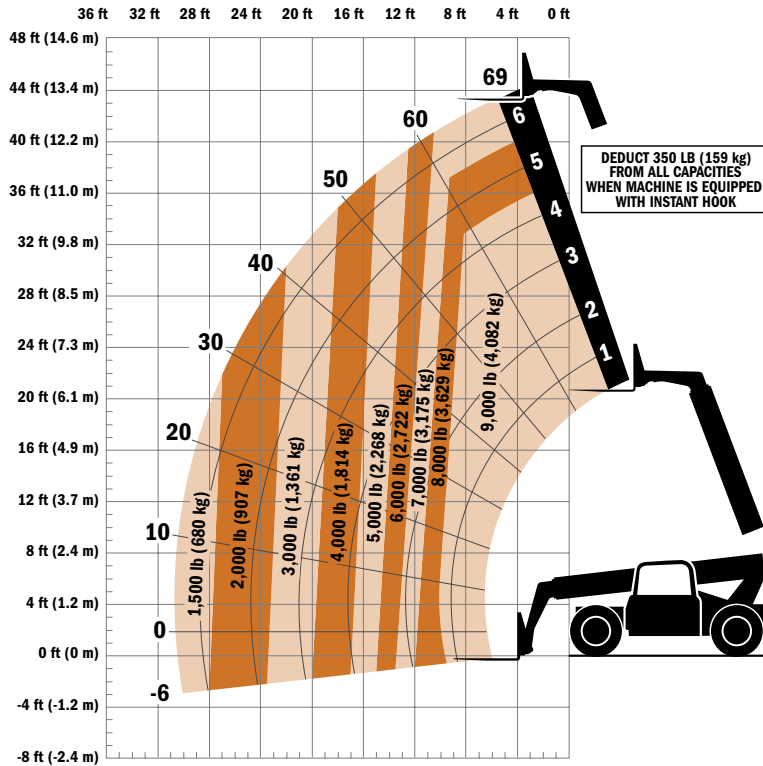 36 ft 32 ft 28 ft 24 ft 20 ft 16 ft 12 ft 8 ft 4 ft 0 ft
48 ft (14.6 m)
44 ft (13.4 m)
40 ft (12.2 m)
36 ft (11.0 m)
32 ft (9.8 m)
28 ft (8.5 m)
24 ft (7.3 m)
20 ft (6.1 m)
16 ft (4.9 m)
12 ft (3.7 m)
8 ft (2.4 m)
4 ft (1.2 m)
0 ft (0 m)
-4 ft (-1.2 m)
-8 ft (-2.4 m)
69
60
50
40
30
20
10
0
-6
6
5
4
3
2
1
DEDUCT 350 LB (159 kg)
FROM ALL CAPACITIES
WHEN MACHINE IS EQUIPPED
WITH INSTANT HOOK
1,500 lb (680 kg)
2,000 lb (907 kg)
3,000 lb (1,361 kg)
4,000 lb (1,814 kg)
5,000 lb (2,268 kg)
6,000 lb (2,722 kg)
7,000 lb (3,175 kg)
8,000 lb (3,629 kg)
9,000 lb (4,082 kg)